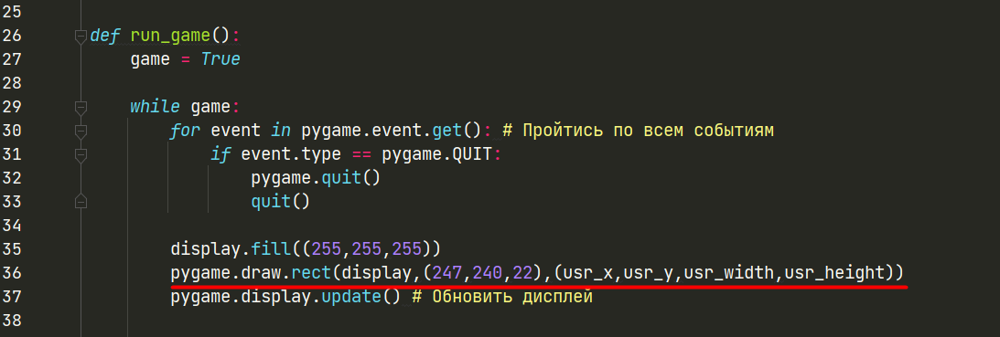 25
26 def run_game():
27 game = True
28
29 while game:
30 for event in pygame.event.get(): # Пройтись по всем событиям
31 if event.type == pygame.QUIT:
32 pygame.quit()
33 quit()
34
35 display.fill((255,255,255))
36 pygame.draw.rect(display,(247,240,22),(usr_x,usr_y,usr_width,usr_height))
37 pygame.display.update() # Обновить дисплей
38